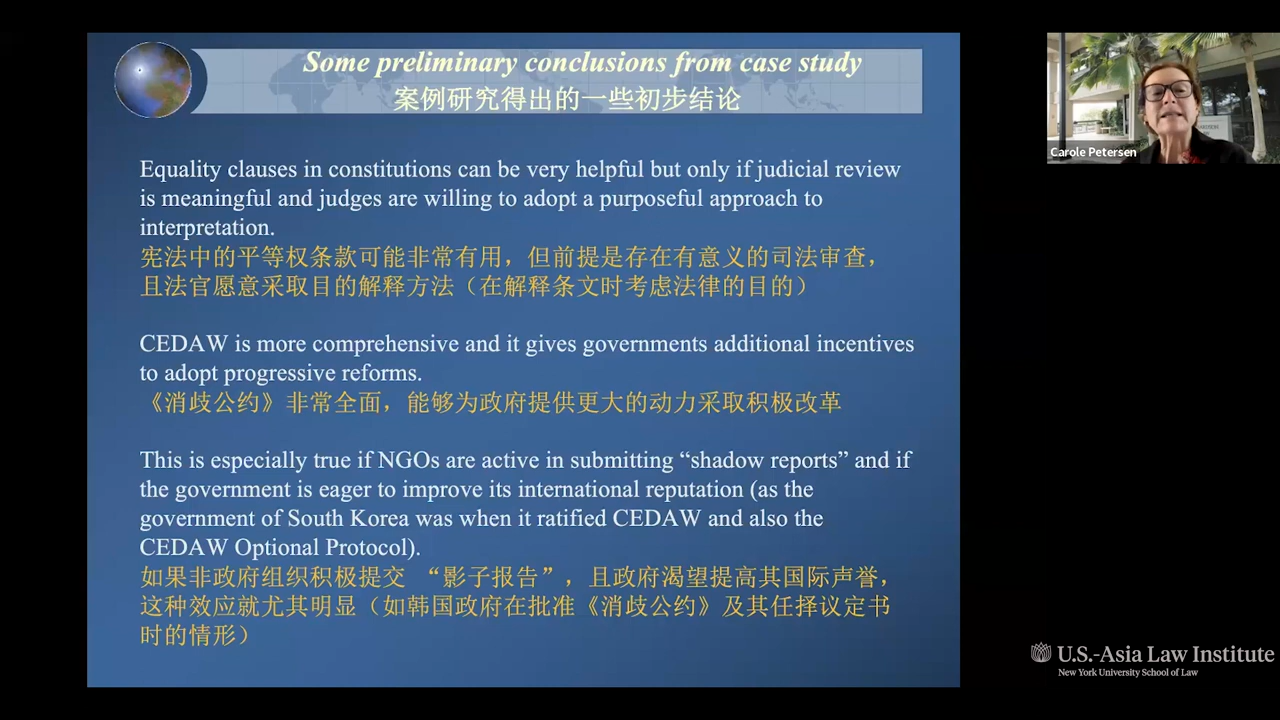 Some preliminary conclusions from case study
案例研究得出的一些初步结论
Equality clauses in constitutions can be very helpful but only if judicial review
is meaningful and judges are willing to adopt a purposeful approach to
interpretation.
宪法中的平等权条款可能非常有用，但前提是存在有意义的司法审查，
且法官愿意采取目的解释方法（在解释条文时考虑法律的目的）
CEDAW is more comprehensive and it gives governments additional incentives
to adopt progressive reforms.
《消歧公约》非常全面，能够为政府提供更大的动力采取积极改革
This is especially true if NGOs are active in submitting “shadow reports” and if
the government is eager to improve its international reputation (as the
government of South Korea was when it ratified CEDAW and also the
CEDAW Optional Protocol).
如果非政府组织积极提交 “影子报告”，且政府渴望提高其国际声誉，
这种效应就尤其明显（如韩国政府在批准《消歧公约》及其任择议定书
时的情形）
Carole Petersen
U.S.-Asia Law Institute
New York University School of Law